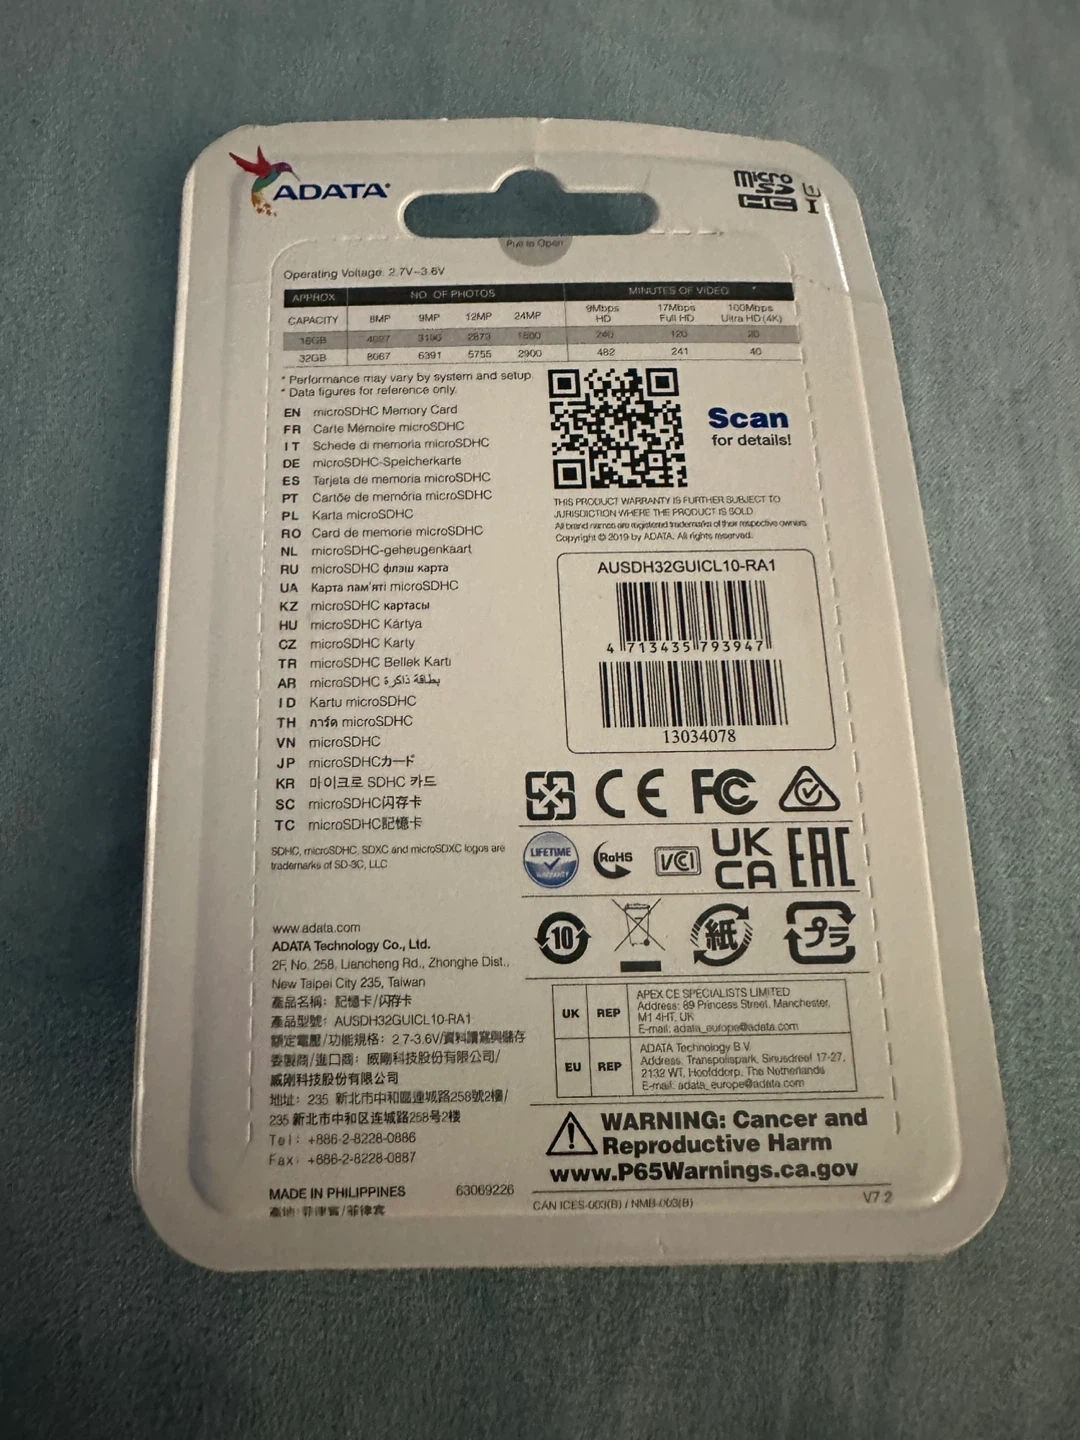 ADATA
micro
SD
HC I
1
Pull to Open
Operating Voltage: 2.7V~3.6V
APPROX NO. OF PHOTOS MINUTES OF VIDEO *
CAPACITY 8MP 9MP 12MP 24MP 9Mbps HD 17Mbps Full HD 100Mbps Ultra HD (4K)
16GB 4027 3196 2873 1500 240 120 20
32GB 8067 6391 5755 2900 482 241 40
* Performance may vary by system and setup.
* Data figures for reference only.
EN microSDHC Memory Card
FR Carte Mémoire microSDHC
IT Schede di memoria microSDHC
DE microSDHC-Speicherkarte
ES Tarjeta de memoria microSDHC
PT Cartõe de memória microSDHC
PL Karta microSDHC
RO Card de memorie microSDHC
NL microSDHC-geheugenkaart
RU microSDHC флэш карта
UA Карта пам'яті microSDHC
KZ microSDHC картасы
HU microSDHC Kártya
CZ microSDHC Karty
TR microSDHC Bellek Kartı
AR microSDHC بطاقة ذاكرة
ID Kartu microSDHC
TH การ์ด microSDHC
VN microSDHC
JP microSDHCカード
KR 마이크로 SDHC 카드
SC microSDHC闪存卡
TC microSDHC記憶卡
SDHC, microSDHC, SDXC and microSDXC logos are
trademarks of SD-3C, LLC
Scan
for details!
THIS PRODUCT WARRANTY IS FURTHER SUBJECT TO
JURISDICTION WHERE THE PRODUCT IS SOLD
All brand names are registered trademarks of their respective owners.
Copyright © 2019 by ADATA. All rights reserved.
AUSDH32GUICL10-RA1
4 713435 793947
13034078
CE FC
LIFETIME
WARRANTY
RoHS
VCI
UK
CA
EAC
10
紙
プラ
www.adata.com
ADATA Technology Co., Ltd.
2F, No. 258, Liancheng Rd., Zhonghe Dist.,
New Taipei City 235, Taiwan
產品名稱：記憶卡/闪存卡
產品型號：AUSDH32GUICL10-RA1
額定電壓/功能規格：2.7-3.6V/資料讀寫與儲存
委製商/進口商：威剛科技股份有限公司/
威剛科技股份有限公司
地址：235 新北市中和區連城路258號2樓/
235 新北市中和区连城路258号2楼
Tel: +886-2-8228-0886
Fax: +886-2-8228-0887
MADE IN PHILIPPINES 63069226
產地：菲律賓/菲律宾
UK REP
APEX CE SPECIALISTS LIMITED
Address: 89 Princess Street, Manchester,
M1 4HT, UK
E-mail: adata_europe@adata.com
EU REP
ADATA Technology B.V.
Address: Transpolispark, Siriusdreef 17-27,
2132 WT, Hoofddorp, The Netherlands
E-mail: adata_europe@adata.com
WARNING: Cancer and
Reproductive Harm
www.P65Warnings.ca.gov
CAN ICES-003(B) / NMB-003(B)
V7.2